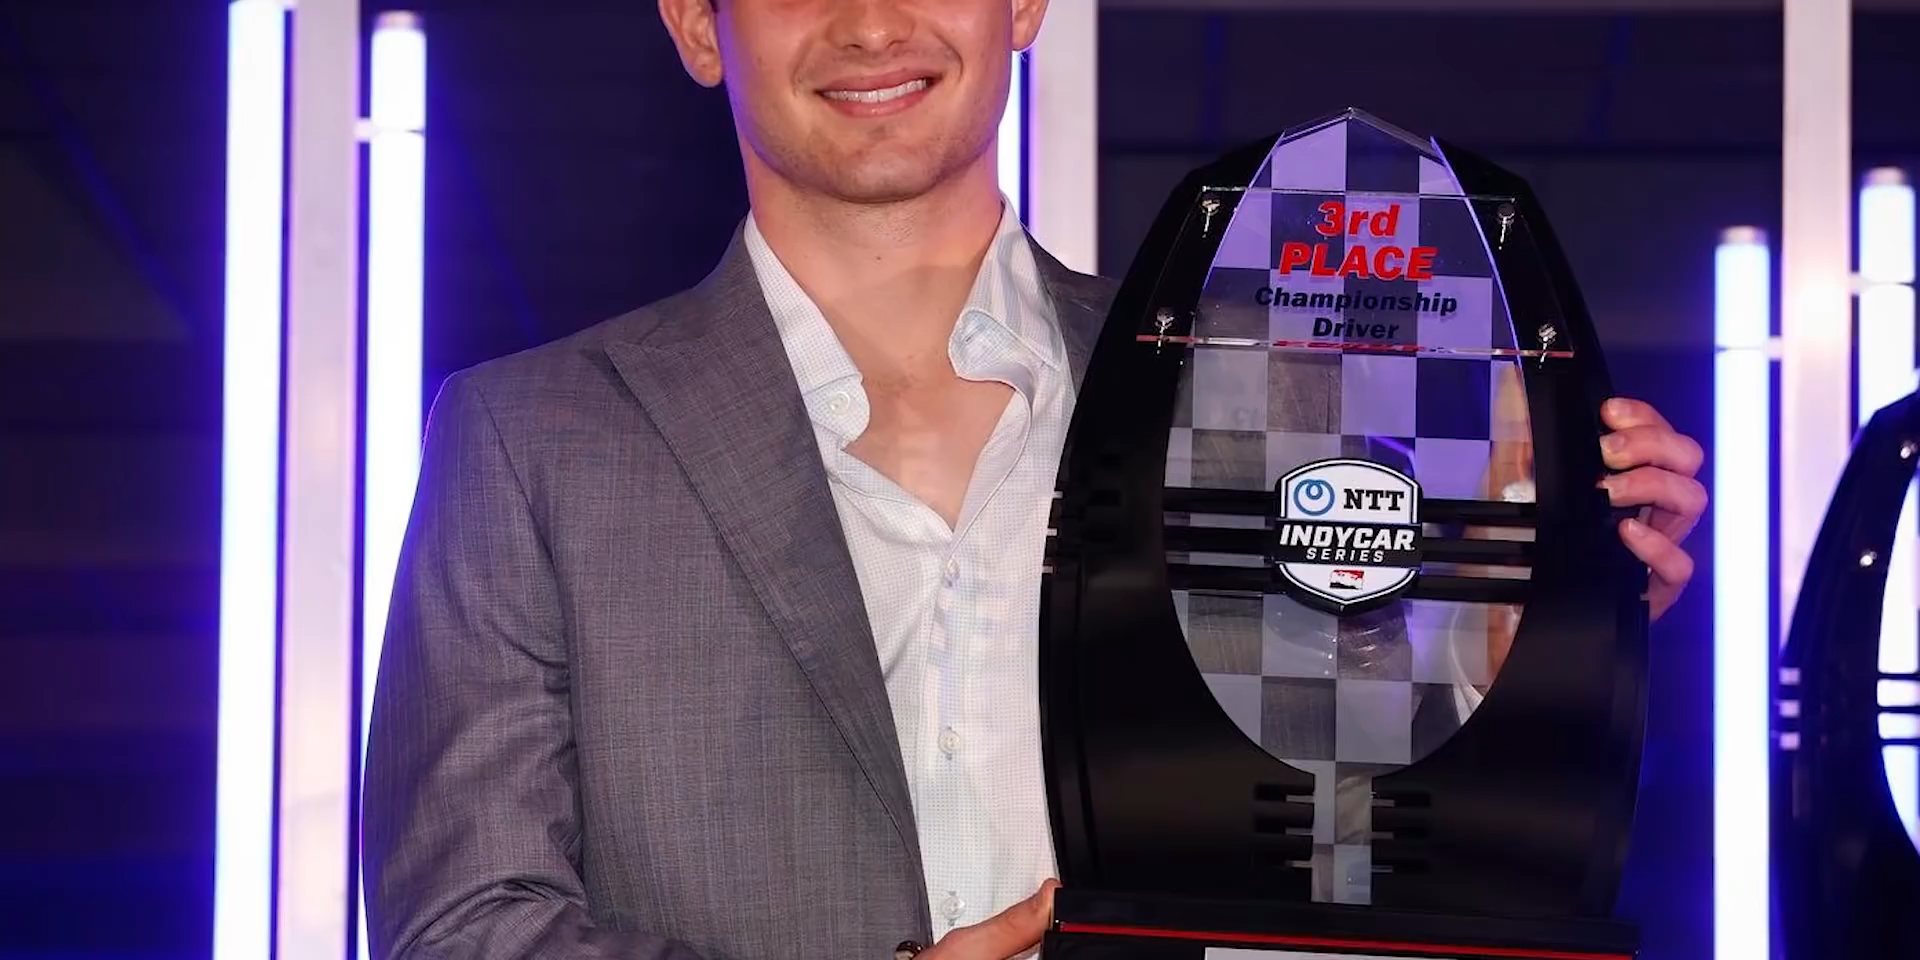 3rd
PLACE
Championship
Driver
NTT
INDYCAR
SERIES